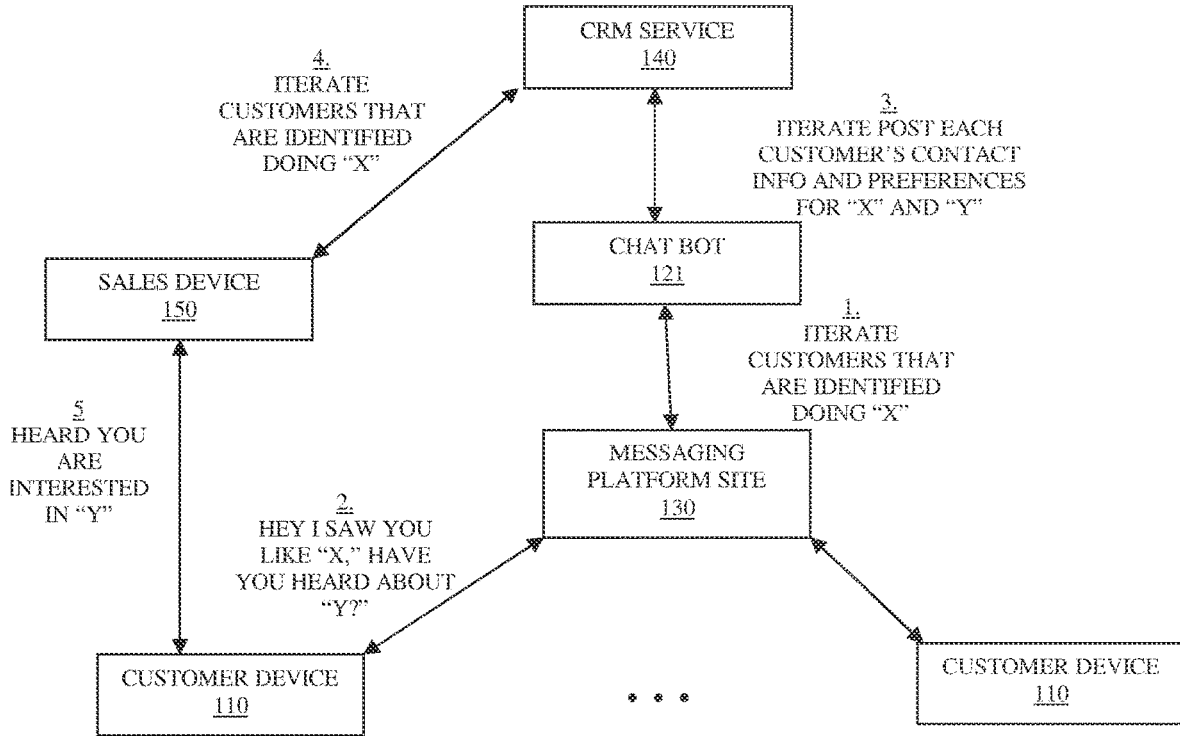 CRM SERVICE
140
4.
ITERATE
CUSTOMERS THAT
ARE IDENTIFIED
DOING “X”
3.
ITERATE POST EACH
CUSTOMER’S CONTACT
INFO AND PREFERENCES
FOR “X” AND “Y”
CHAT BOT
121
SALES DEVICE
150
1.
ITERATE
CUSTOMERS THAT
ARE IDENTIFIED
DOING “X”
5
HEARD YOU
ARE
INTERESTED
IN “Y”
MESSAGING
PLATFORM SITE
130
2.
HEY I SAW YOU
LIKE “X,” HAVE
YOU HEARD ABOUT
“Y?”
CUSTOMER DEVICE
110
• • •
CUSTOMER DEVICE
110